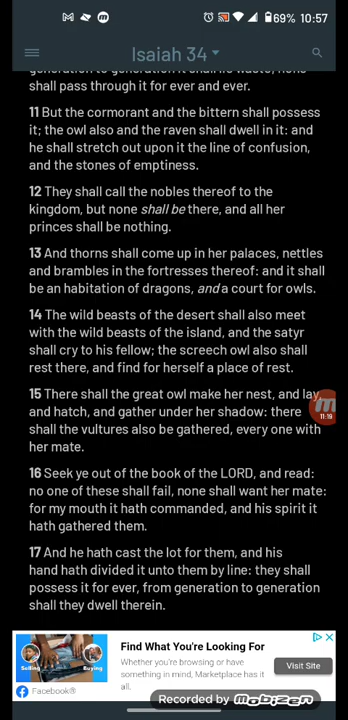 69% 10:57
Isaiah 34
generation to generation it shall lie waste; none
shall pass through it for ever and ever.
11 But the cormorant and the bittern shall possess
it; the owl also and the raven shall dwell in it: and
he shall stretch out upon it the line of confusion,
and the stones of emptiness.
12 They shall call the nobles thereof to the
kingdom, but none shall be there, and all her
princes shall be nothing.
13 And thorns shall come up in her palaces, nettles
and brambles in the fortresses thereof: and it shall
be an habitation of dragons, and a court for owls.
14 The wild beasts of the desert shall also meet
with the wild beasts of the island, and the satyr
shall cry to his fellow; the screech owl also shall
rest there, and find for herself a place of rest.
15 There shall the great owl make her nest, and lay,
and hatch, and gather under her shadow: there
shall the vultures also be gathered, every one with
her mate.
11:19
16 Seek ye out of the book of the LORD, and read:
no one of these shall fail, none shall want her mate:
for my mouth it hath commanded, and his spirit it
hath gathered them.
17 And he hath cast the lot for them, and his
hand hath divided it unto them by line: they shall
possess it for ever, from generation to generation
shall they dwell therein.
Selling Buying
Find What You're Looking For
Whether you're browsing or have
something in mind, Marketplace has it
all.
Visit Site
Facebook®
Recorded by mobizen